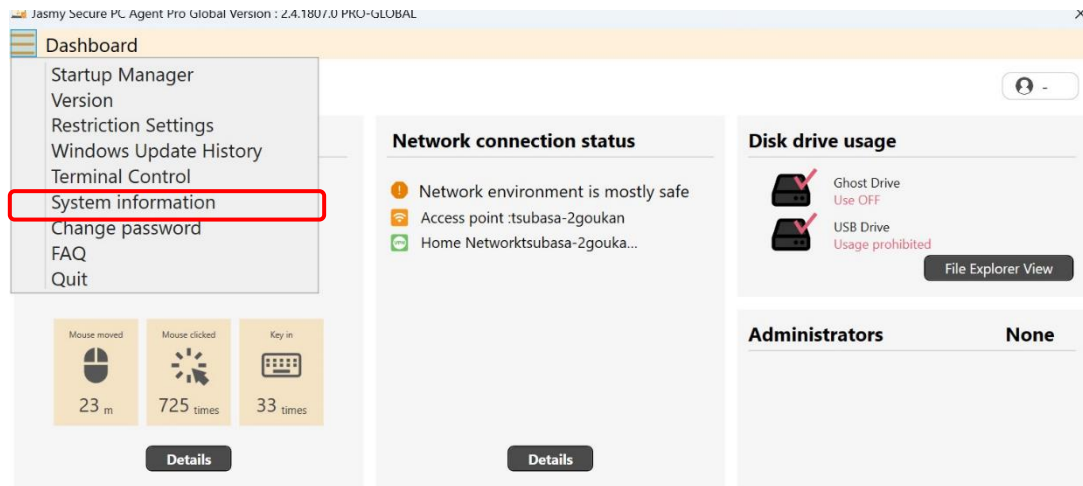 Jasmy Secure PC Agent Pro Global Version : 2.4.1807.0 PRO-GLOBAL
Dashboard
Startup Manager
Version
Restriction Settings
Windows Update History
Terminal Control
System information
Change password
FAQ
Quit
-
Mouse moved
23 m
Mouse clicked
725 times
Key in
33 times
Details
Network connection status
Network environment is mostly safe
Access point :tsubasa-2goukan
Home Networktsubasa-2gouka...
Details
Disk drive usage
Ghost Drive
Use OFF
USB Drive
Usage prohibited
File Explorer View
Administrators None